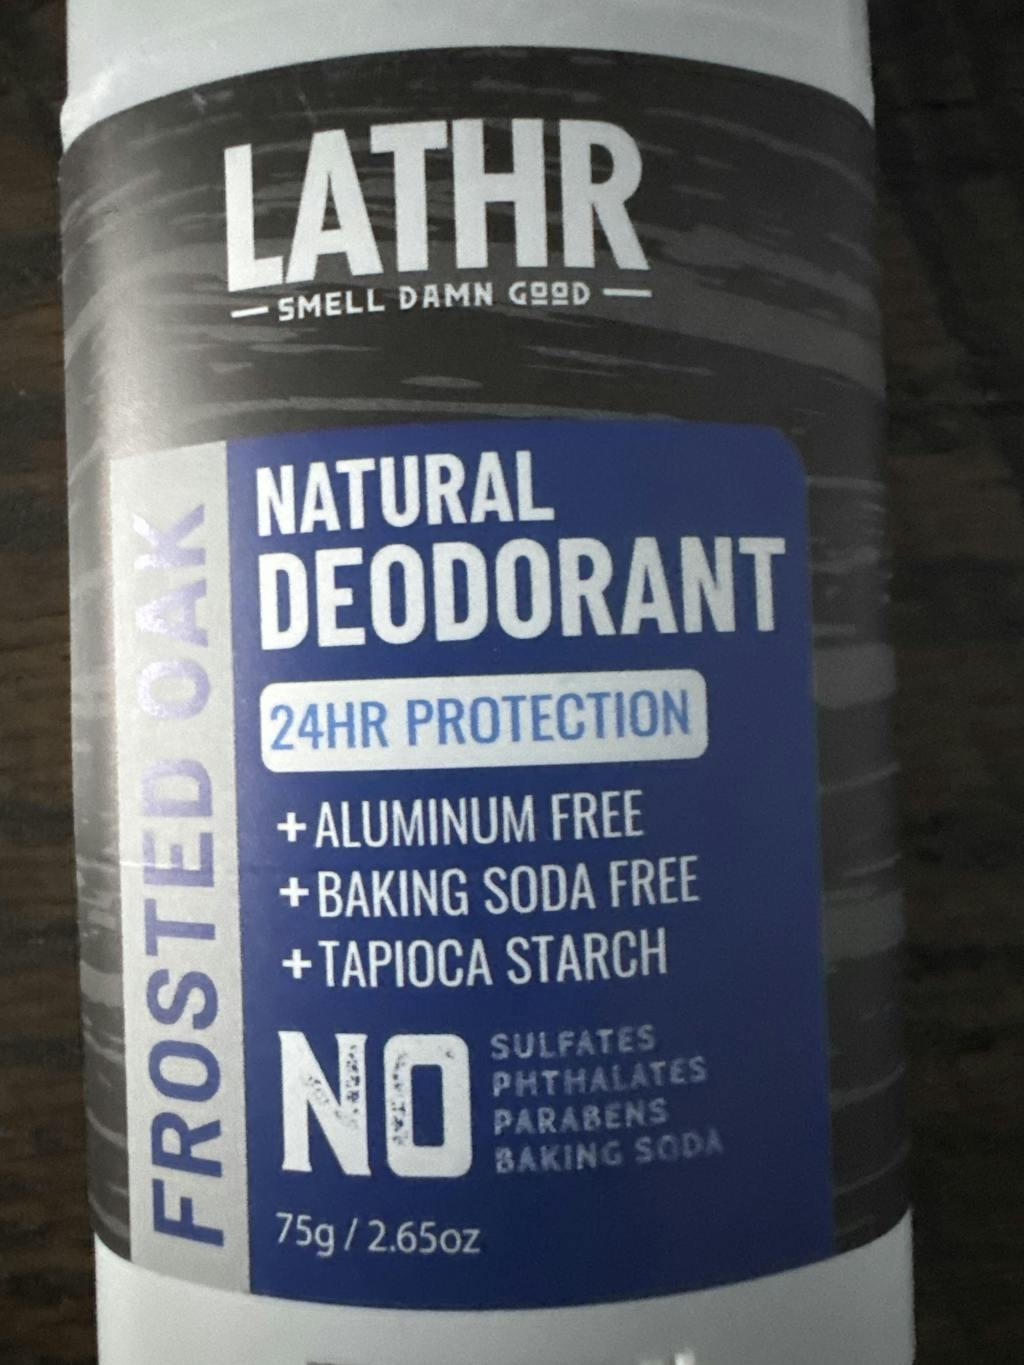 LATHR
SMELL DAMN GOOD
FROSTED OAK
NATURAL
DEODORANT
24HR PROTECTION
+ALUMINUM FREE
+BAKING SODA FREE
+TAPIOCA STARCH
NO
SULFATES
PHTHALATES
PARABENS
BAKING SODA
75g / 2.65oz